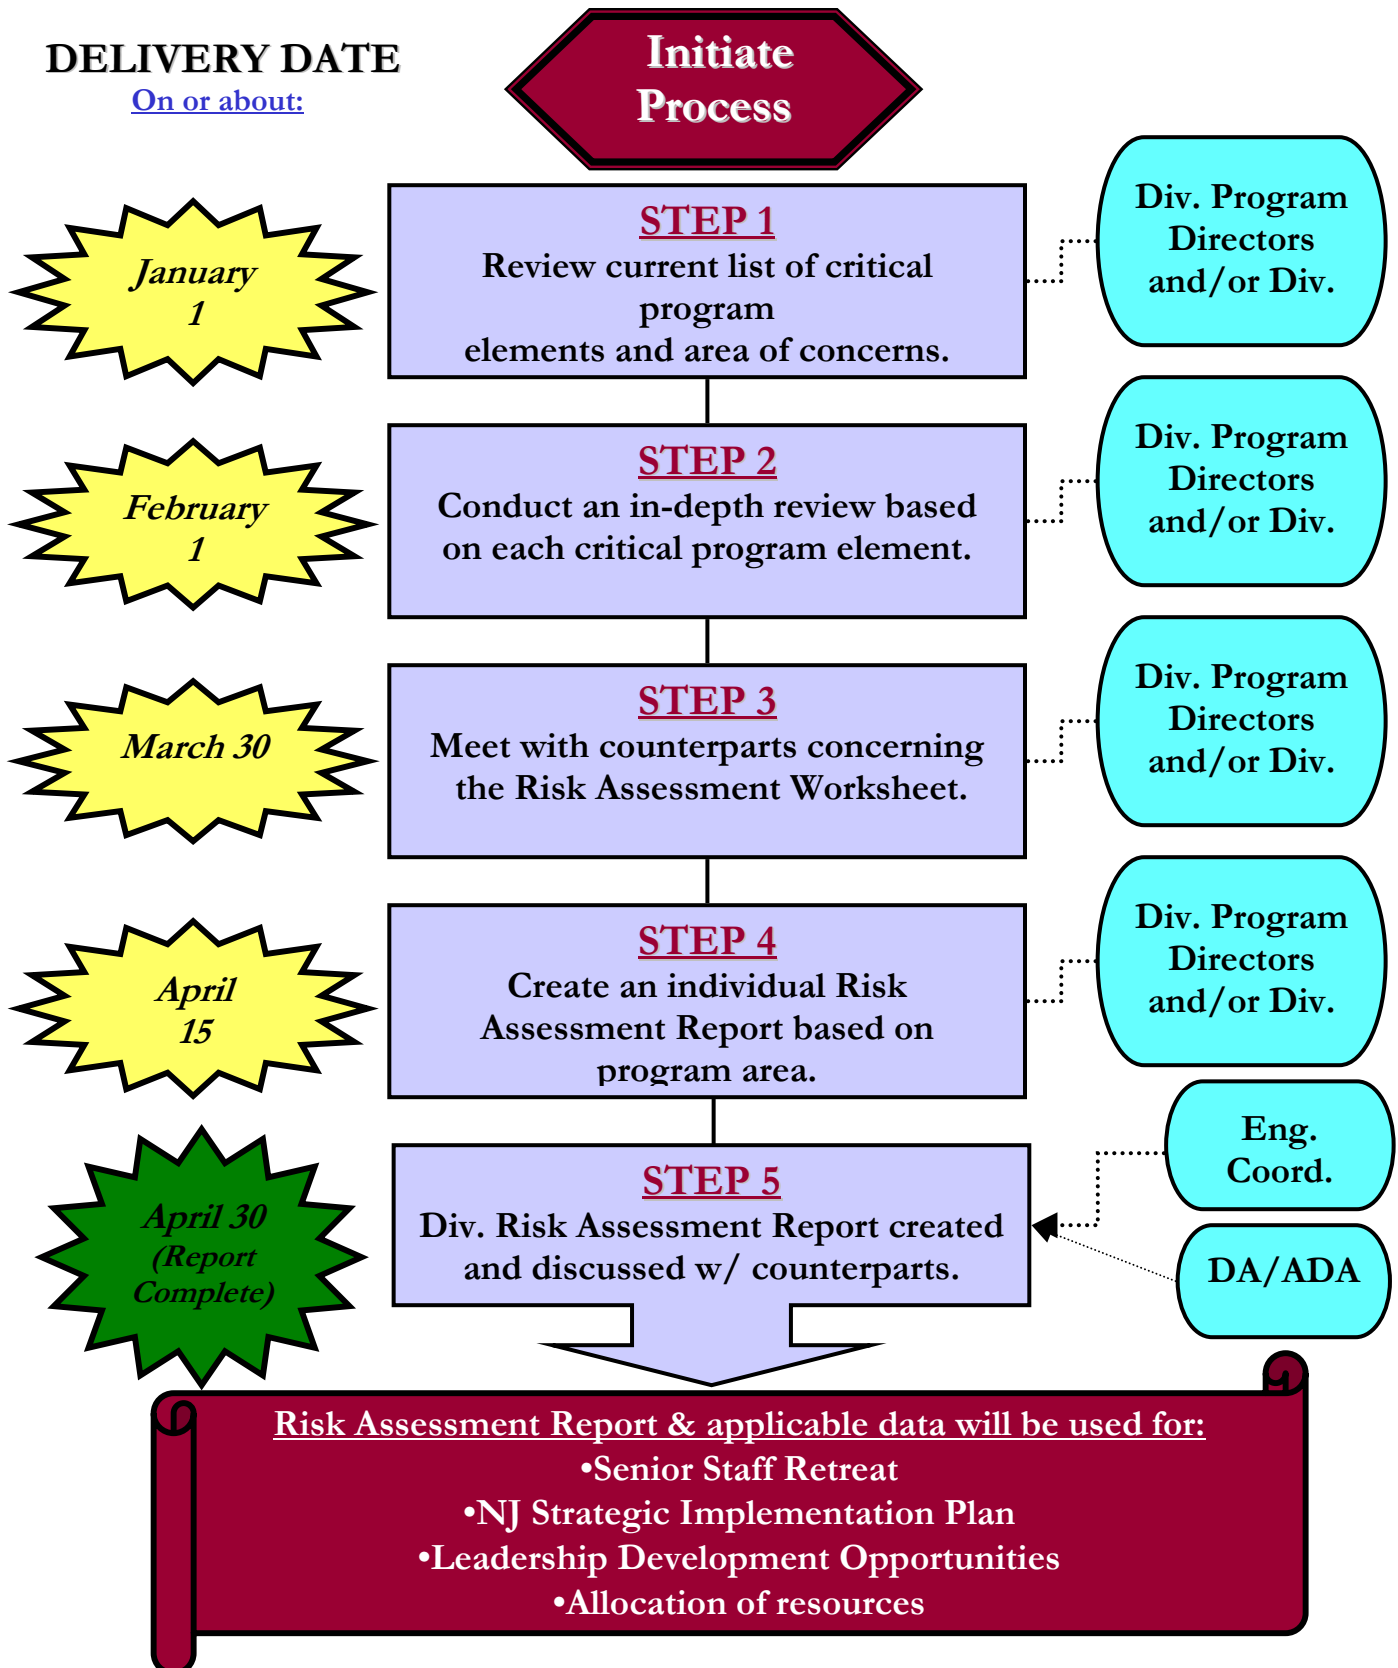 DELIVERY DATE
On or about:
Initiate
Process
January
1
STEP 1
Review current list of critical
program
elements and area of concerns.
Div. Program
Directors
and/or Div.
February
1
STEP 2
Conduct an in-depth review based
on each critical program element.
Div. Program
Directors
and/or Div.
March 30
STEP 3
Meet with counterparts concerning
the Risk Assessment Worksheet.
Div. Program
Directors
and/or Div.
April
15
STEP 4
Create an individual Risk
Assessment Report based on
program area.
Div. Program
Directors
and/or Div.
April 30
(Report
Complete)
STEP 5
Div. Risk Assessment Report created
and discussed w/ counterparts.
Eng.
Coord.
DA/ADA
Risk Assessment Report & applicable data will be used for:
•Senior Staff Retreat
•NJ Strategic Implementation Plan
•Leadership Development Opportunities
•Allocation of resources